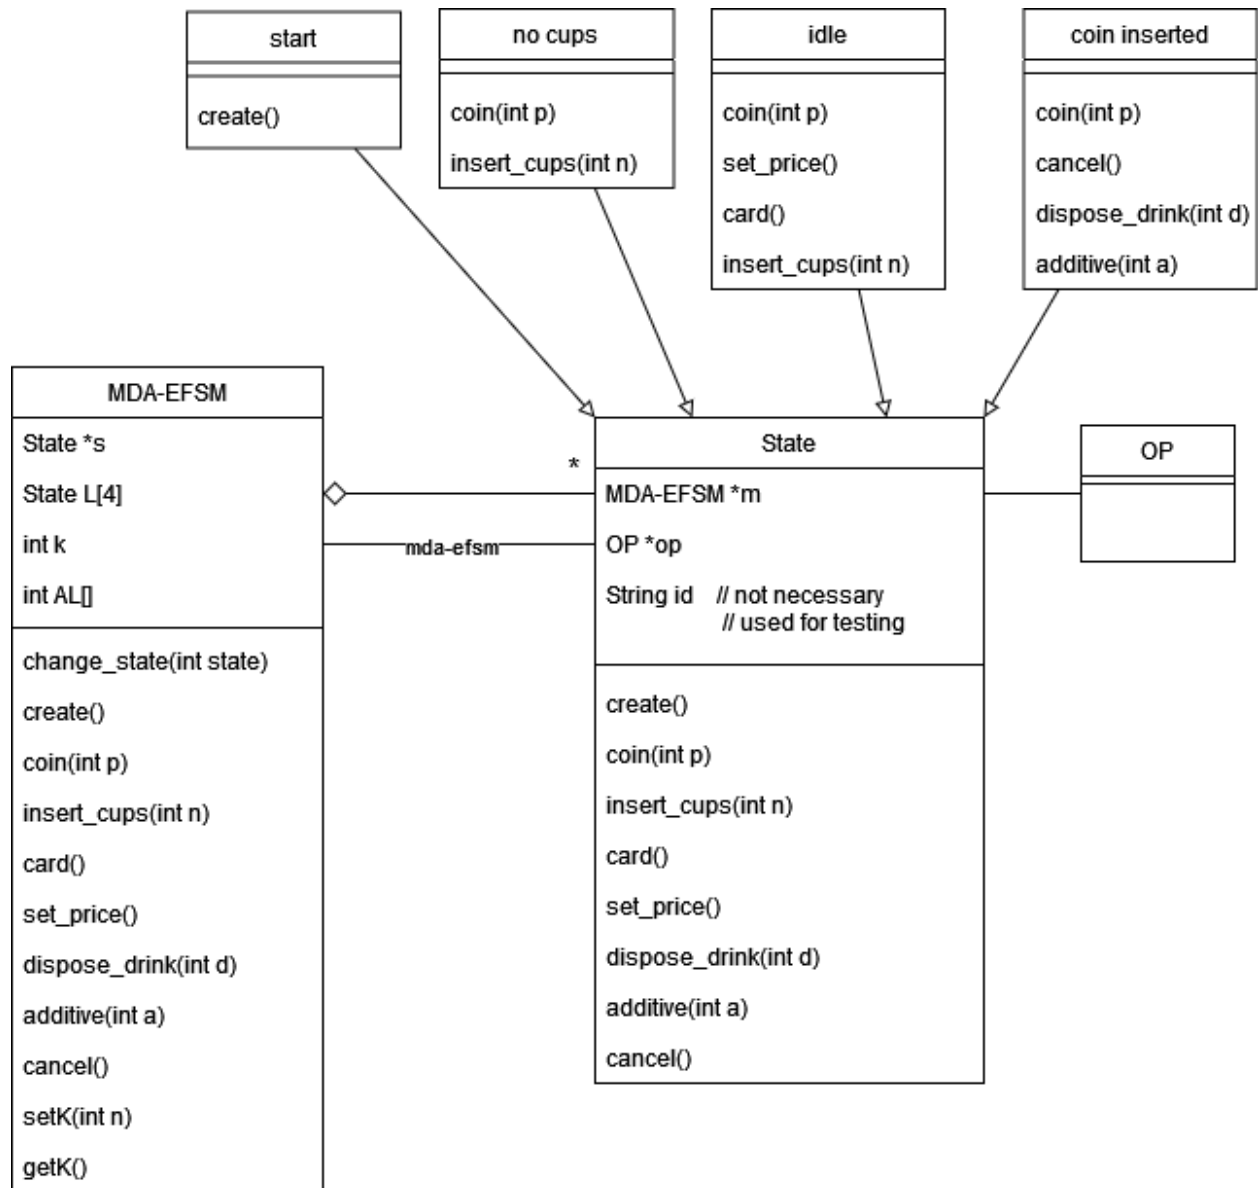 start
create()
no cups
coin(int p)
insert_cups(int n)
idle
coin(int p)
set_price()
card()
insert_cups(int n)
coin inserted
coin(int p)
cancel()
dispose_drink(int d)
additive(int a)
MDA-EFSM
State *s
State L[4]
int k
int AL[]
change_state(int state)
create()
coin(int p)
insert_cups(int n)
card()
set_price()
dispose_drink(int d)
additive(int a)
cancel()
setK(int n)
getK()
*
mda-efsm
State
MDA-EFSM *m
OP *op
String id // not necessary
// used for testing
create()
coin(int p)
insert_cups(int n)
card()
set_price()
dispose_drink(int d)
additive(int a)
cancel()
OP